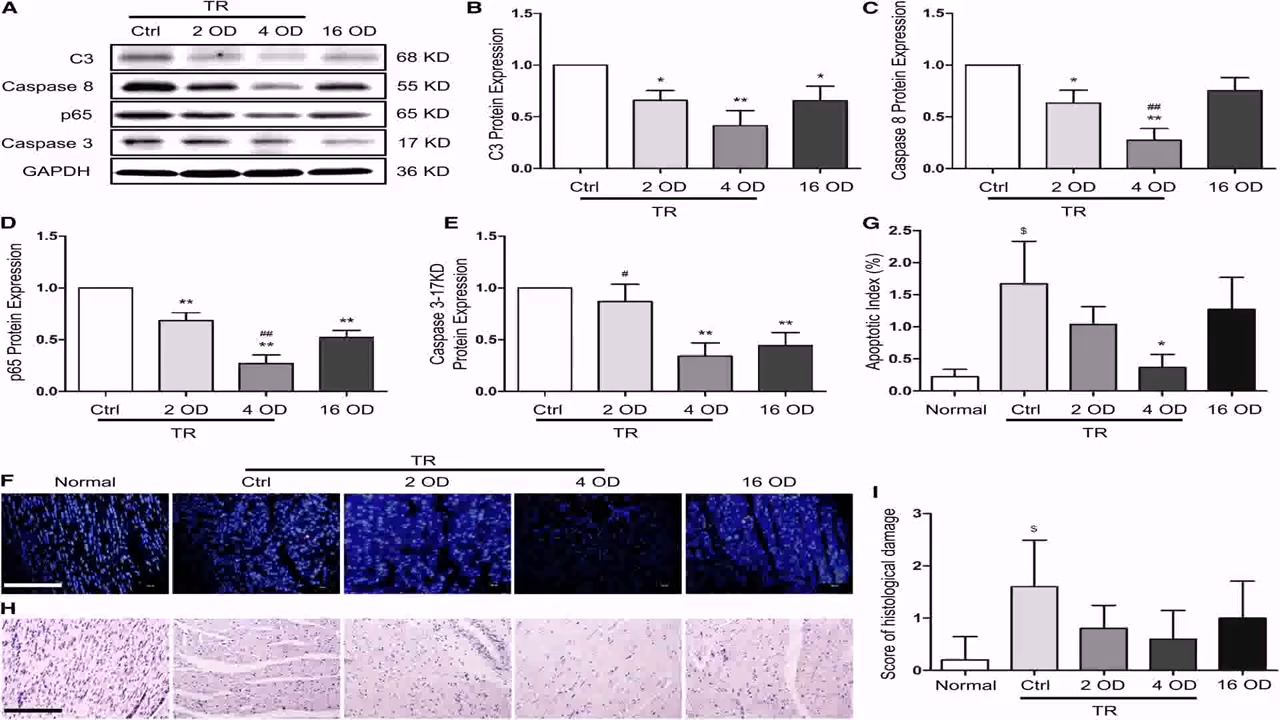 A
TR
Ctrl 2 OD 4 OD 16 OD
C3 68 KD
Caspase 8 55 KD
p65 65 KD
Caspase 3 17 KD
GAPDH 36 KD
B
C3 Protein Expression
1.5
1.0
0.5
0.0
Ctrl 2 OD 4 OD 16 OD
TR
* ** *
C
Caspase 8 Protein Expression
1.5
1.0
0.5
0.0
* ## **
Ctrl 2 OD 4 OD 16 OD
TR
D
p65 Protein Expression
1.5
1.0
0.5
0.0
** ## ** **
Ctrl 2 OD 4 OD 16 OD
TR
E
Caspase 3-17KD
Protein Expression
1.5
1.0
0.5
0.0
# ** **
Ctrl 2 OD 4 OD 16 OD
TR
G
Apoptotic Index (%)
2.5
2.0
1.5
1.0
0.5
0.0
$ *
Normal Ctrl 2 OD 4 OD 16 OD
TR
F
TR
Normal Ctrl 2 OD 4 OD 16 OD
H
I
Score of histological damage
3
2
1
0
$
Normal Ctrl 2 OD 4 OD 16 OD
TR